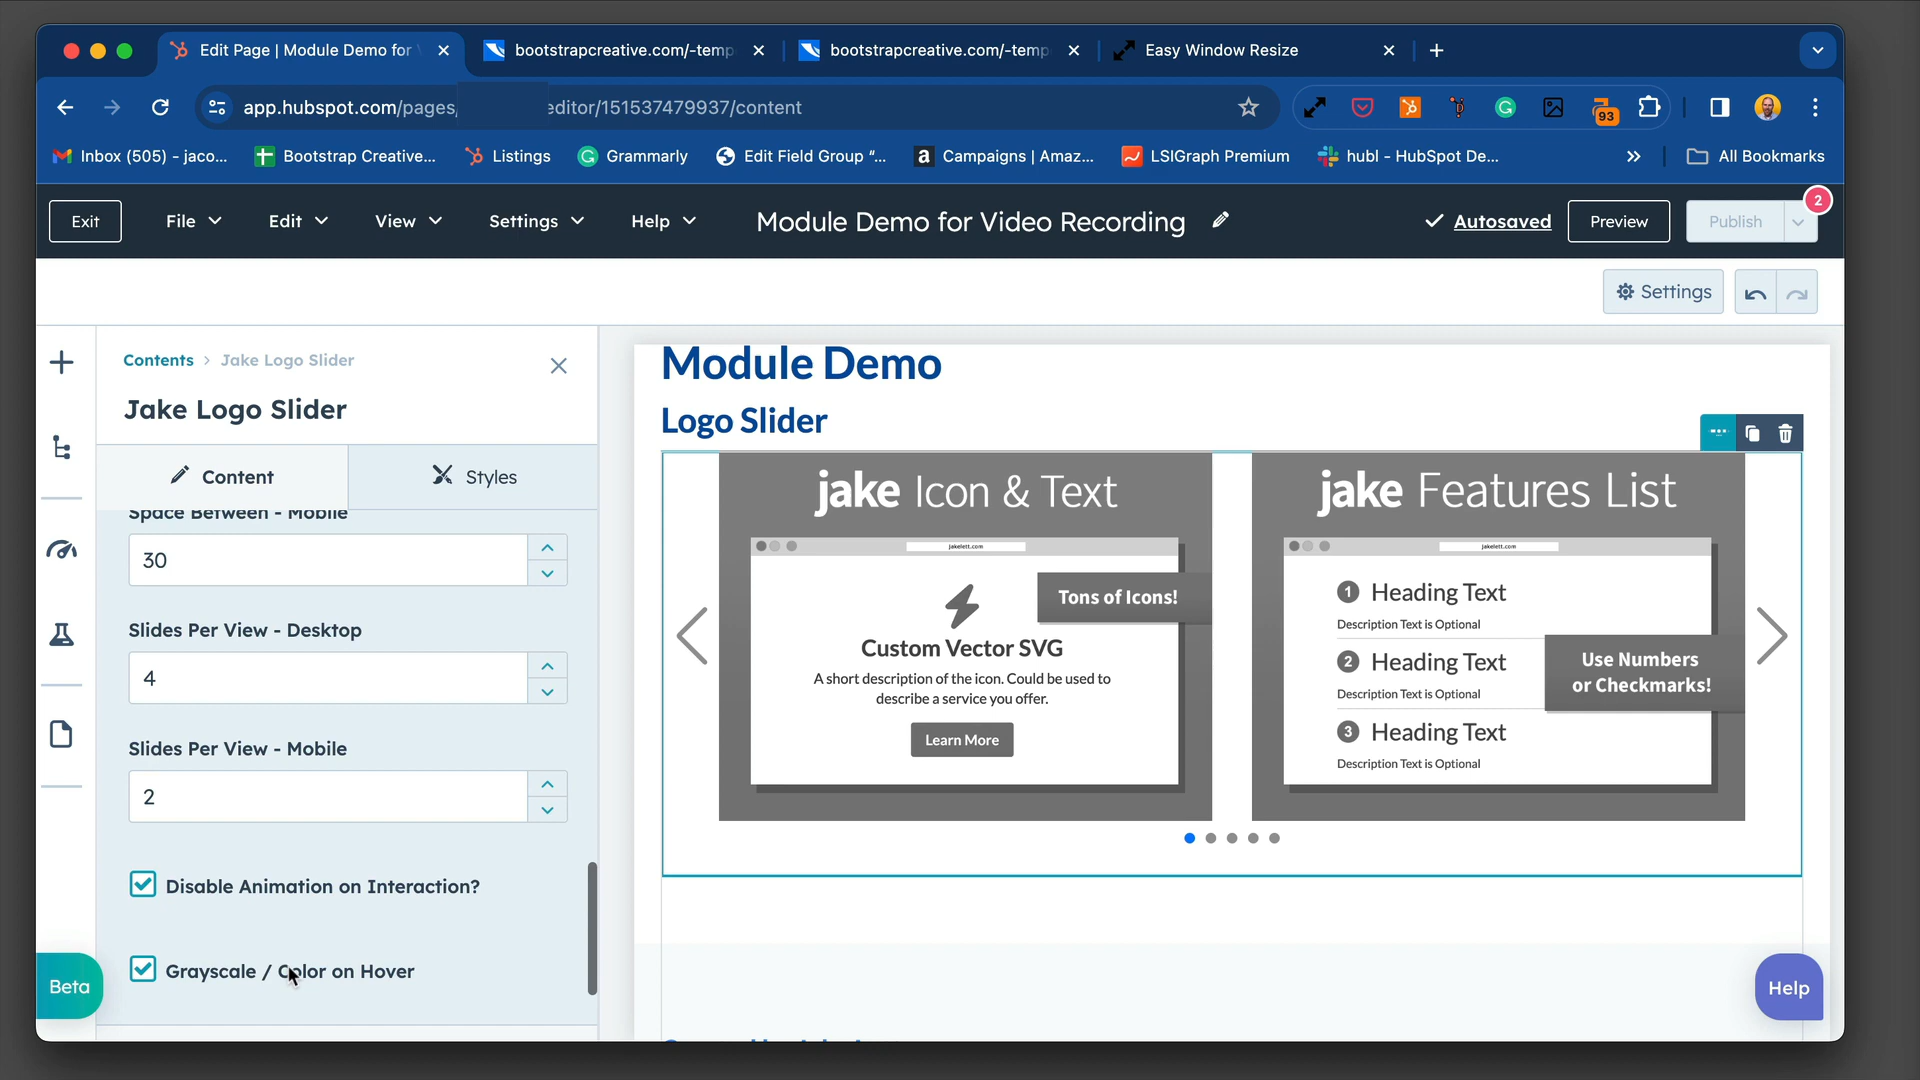 Edit Page | Module Demo for
bootstrapcreative.com/-temp
bootstrapcreative.com/-temp
Easy Window Resize
app.hubspot.com/pages/
editor/151537479937/content
93
Inbox (505) - jaco...
Bootstrap Creative...
Listings
Grammarly
Edit Field Group “...
Campaigns | Amaz...
LSIGraph Premium
hubl - HubSpot De...
All Bookmarks
Exit
File
Edit
View
Settings
Help
Module Demo for Video Recording
Autosaved
Preview
Publish
2
Settings
Contents
Jake Logo Slider
Jake Logo Slider
Content
Styles
Space Between - Mobile
30
Slides Per View - Desktop
4
Slides Per View - Mobile
2
Disable Animation on Interaction?
Grayscale / Color on Hover
Beta
Module Demo
Logo Slider
jake Icon & Text
jakelett.com
Tons of Icons!
Custom Vector SVG
A short description of the icon. Could be used to
describe a service you offer.
Learn More
jake Features List
jakelett.com
1 Heading Text
Description Text is Optional
2 Heading Text
Description Text is Optional
3 Heading Text
Description Text is Optional
Use Numbers
or Checkmarks!
Help